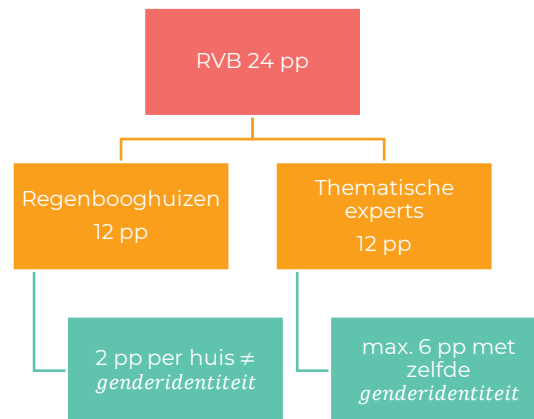 RVB 24 pp
Regenbooghuizen
12 pp
Thematische
experts
12 pp
2 pp per huis ≠
genderidentiteit
max. 6 pp met
zelfde
genderidentiteit